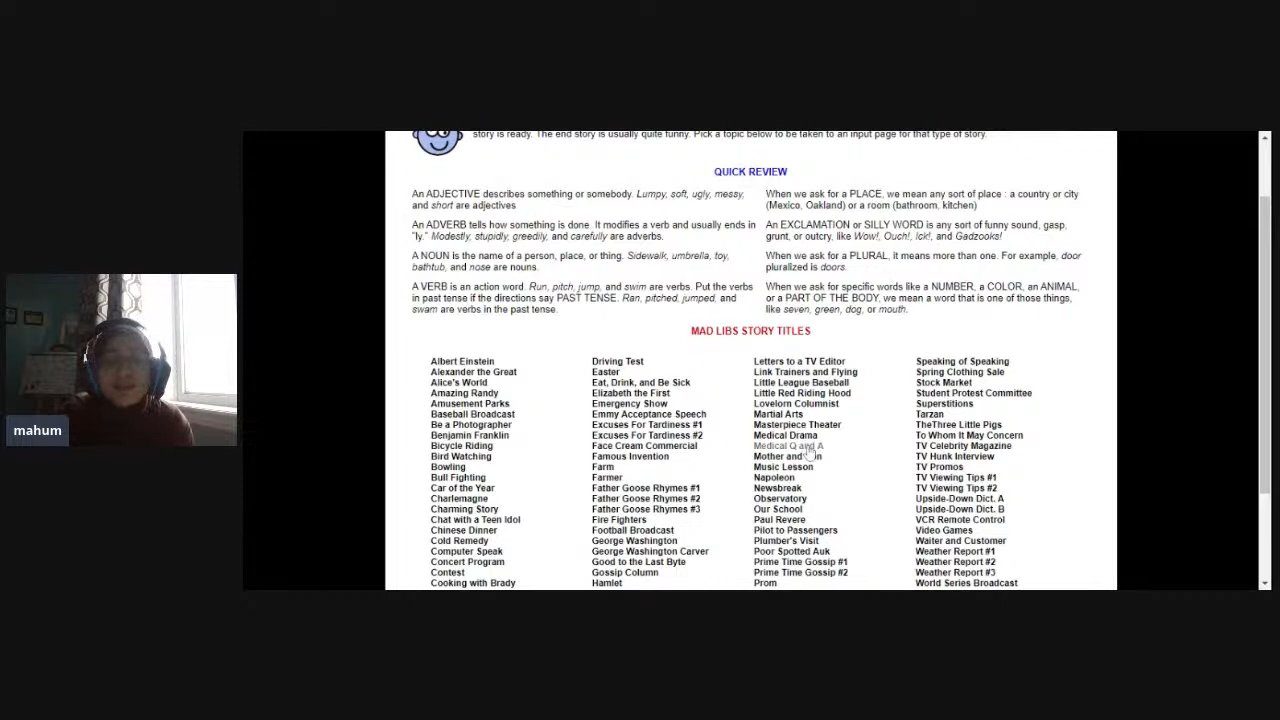 story is ready. The end story is usually quite funny. Pick a topic below to be taken to an input page for that type of story.
QUICK REVIEW
An ADJECTIVE describes something or somebody. Lumpy, soft, ugly, messy,
and short are adjectives
An ADVERB tells how something is done. It modifies a verb and usually ends in
"ly." Modestly, stupidly, greedily, and carefully are adverbs.
A NOUN is the name of a person, place, or thing. Sidewalk, umbrella, toy,
bathtub, and nose are nouns.
A VERB is an action word. Run, pitch, jump, and swim are verbs. Put the verbs
in past tense if the directions say PAST TENSE. Ran, pitched, jumped, and
swam are verbs in the past tense.
When we ask for a PLACE, we mean any sort of place : a country or city
(Mexico, Oakland) or a room (bathroom, kitchen)
An EXCLAMATION or SILLY WORD is any sort of funny sound, gasp,
grunt, or outcry, like Wow!, Ouch!, Ick!, and Gadzooks!
When we ask for a PLURAL, it means more than one. For example, door
pluralized is doors.
When we ask for specific words like a NUMBER, a COLOR, an ANIMAL,
or a PART OF THE BODY, we mean a word that is one of those things,
like seven, green, dog, or mouth.
MAD LIBS STORY TITLES
Albert Einstein
Alexander the Great
Alice's World
Amazing Randy
Amusement Parks
Baseball Broadcast
Be a Photographer
Benjamin Franklin
Bicycle Riding
Bird Watching
Bowling
Bull Fighting
Car of the Year
Charlemagne
Charming Story
Chat with a Teen Idol
Chinese Dinner
Cold Remedy
Computer Speak
Concert Program
Contest
Cooking with Brady
Driving Test
Easter
Eat, Drink, and Be Sick
Elizabeth the First
Emergency Show
Emmy Acceptance Speech
Excuses For Tardiness #1
Excuses For Tardiness #2
Face Cream Commercial
Famous Invention
Farm
Farmer
Father Goose Rhymes #1
Father Goose Rhymes #2
Father Goose Rhymes #3
Fire Fighters
Football Broadcast
George Washington
George Washington Carver
Good to the Last Byte
Gossip Column
Hamlet
Letters to a TV Editor
Link Trainers and Flying
Little League Baseball
Little Red Riding Hood
Lovelorn Columnist
Martial Arts
Masterpiece Theater
Medical Drama
Medical Q and A
Mother and
Music Lesson
Napoleon
Newsbreak
Observatory
Our School
Paul Revere
Pilot to Passengers
Plumber's Visit
Poor Spotted Auk
Prime Time Gossip #1
Prime Time Gossip #2
Prom
Speaking of Speaking
Spring Clothing Sale
Stock Market
Student Protest Committee
Superstitions
Tarzan
TheThree Little Pigs
To Whom It May Concern
TV Celebrity Magazine
TV Hunk Interview
TV Promos
TV Viewing Tips #1
TV Viewing Tips #2
Upside-Down Dict. A
Upside-Down Dict. B
VCR Remote Control
Video Games
Waiter and Customer
Weather Report #1
Weather Report #2
Weather Report #3
World Series Broadcast
mahum